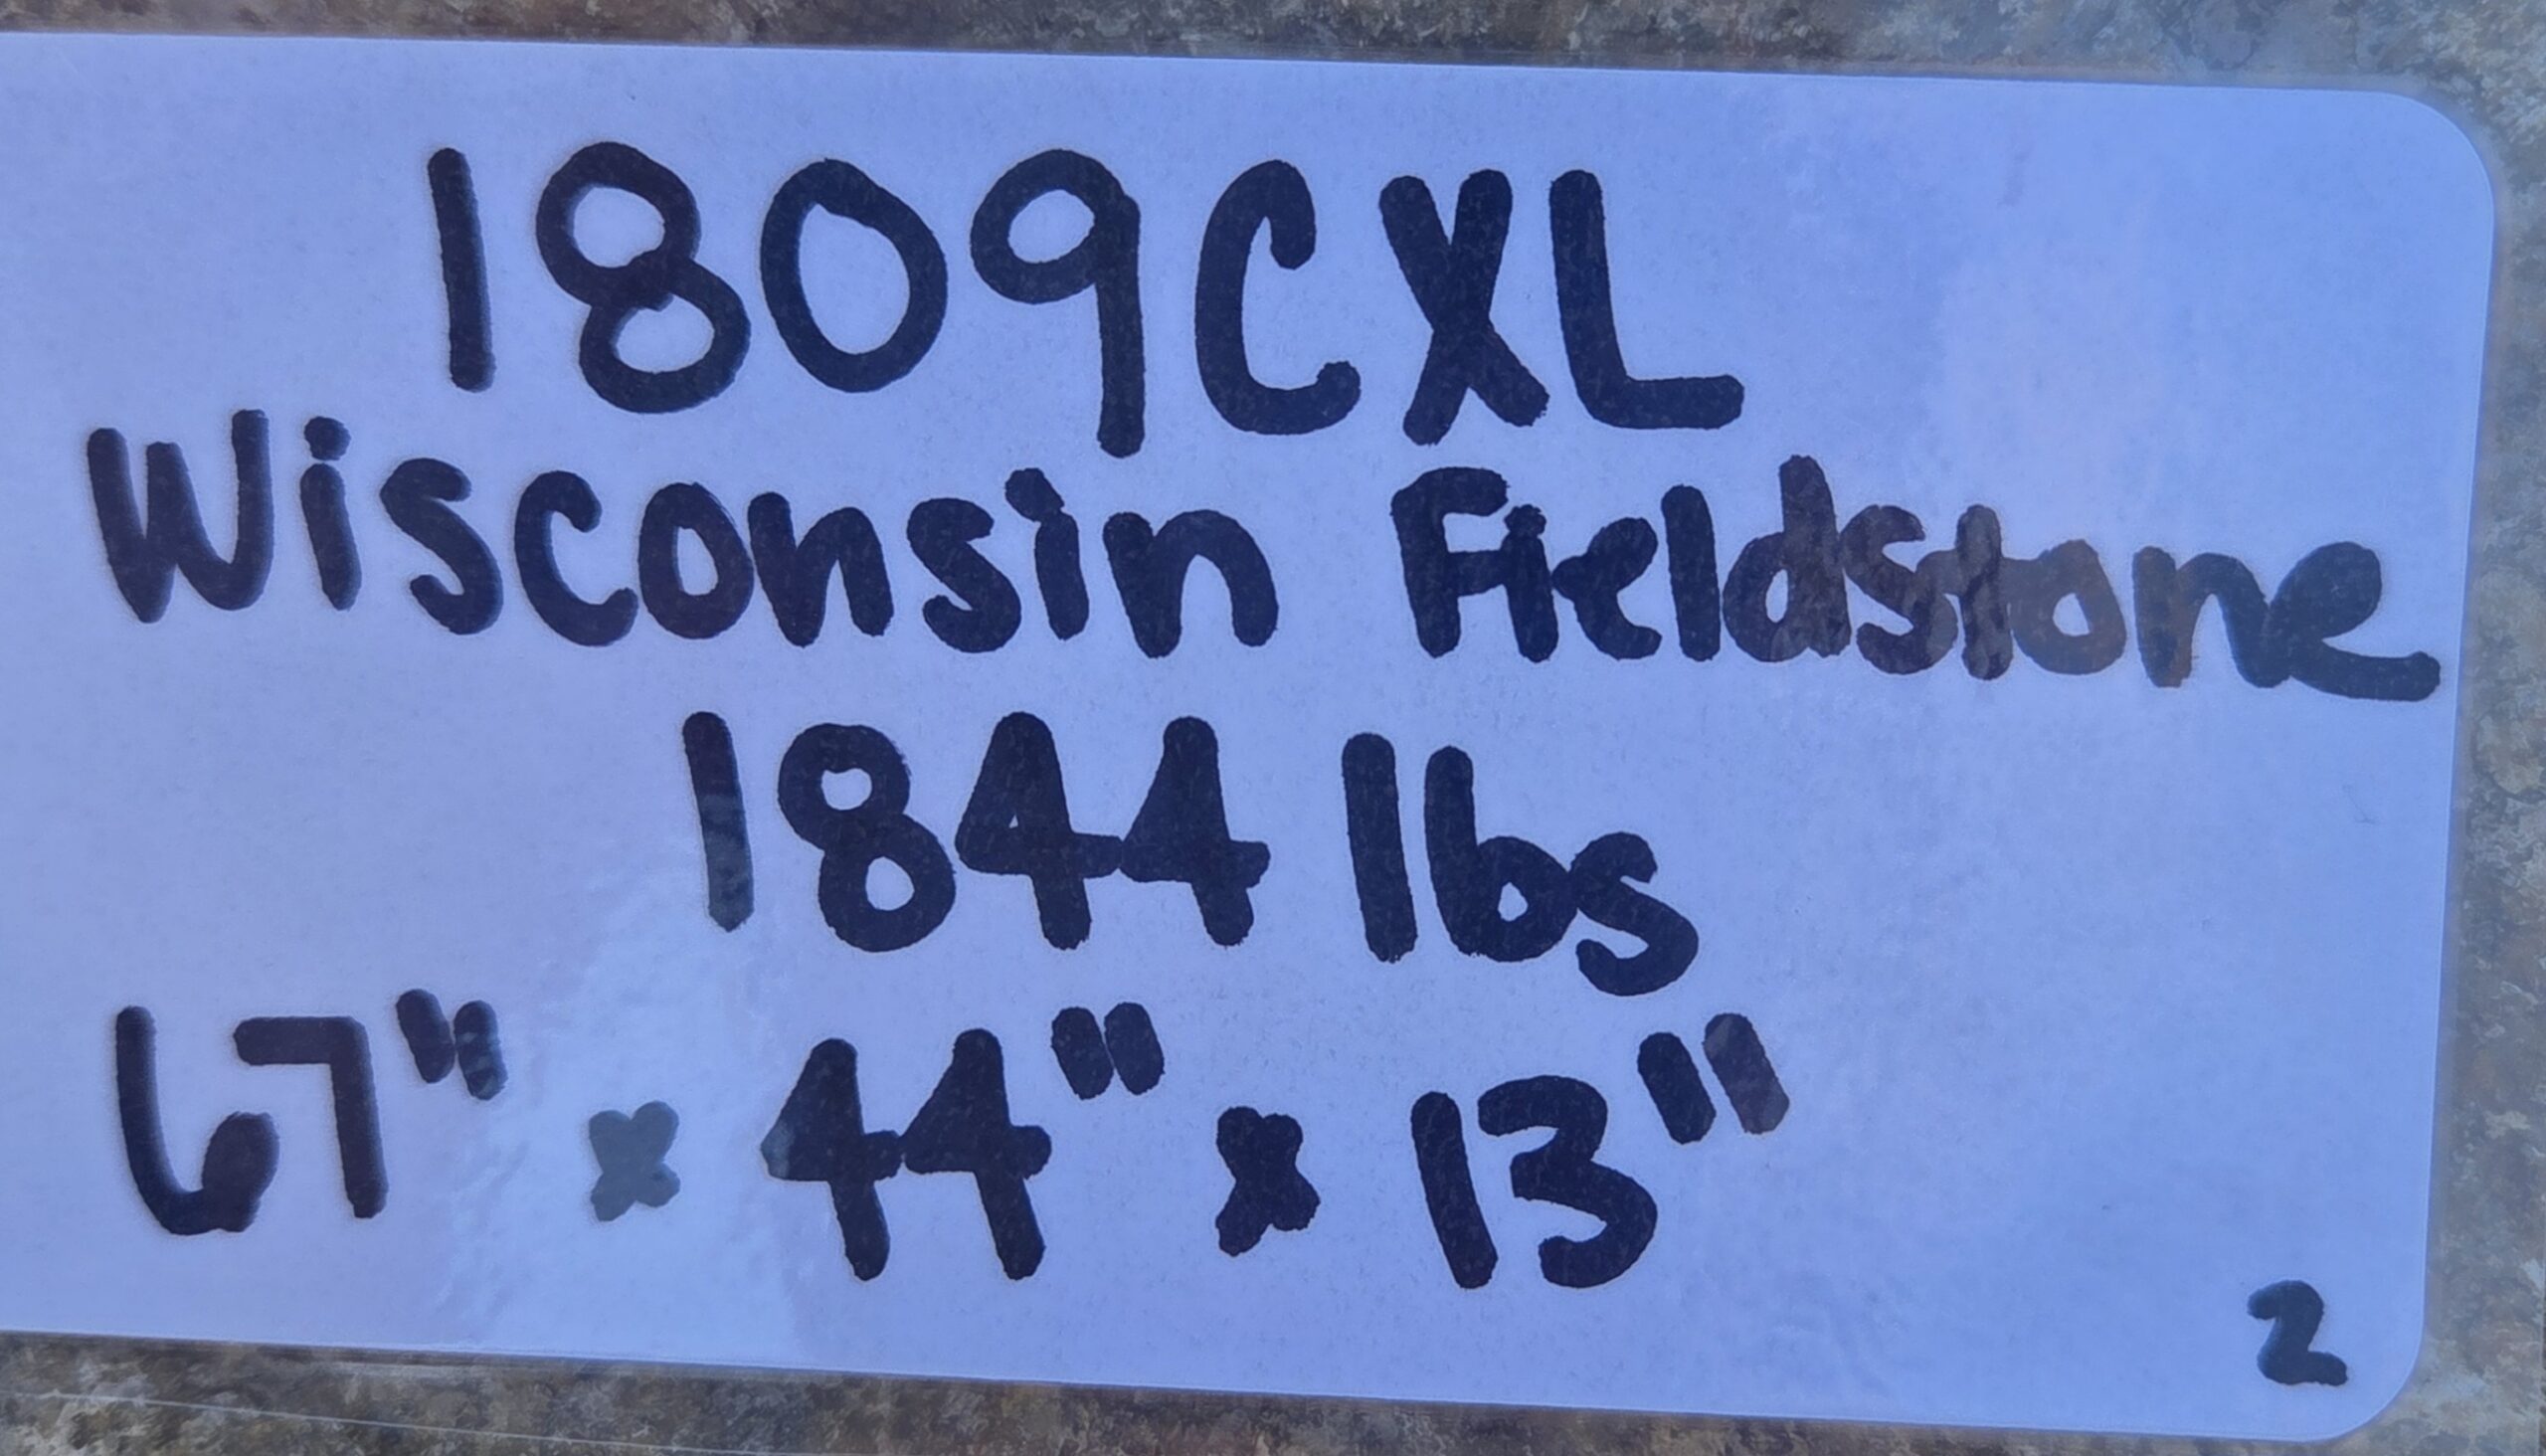 1809CXL
Wisconsin Fieldstone
1844 lbs
67" x 44" x 13"
2